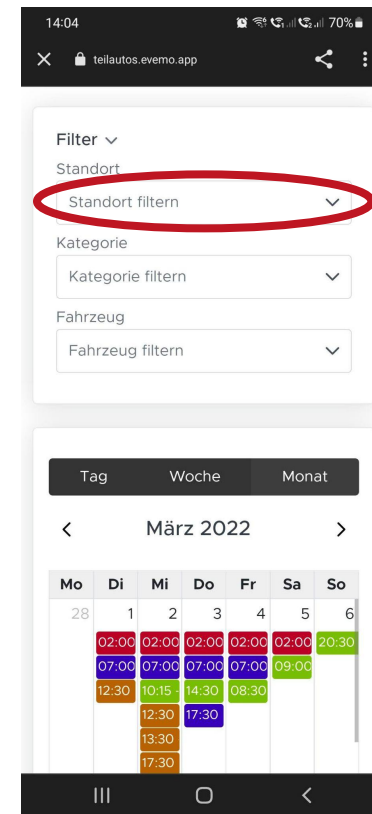 14:04 70%
teilautos.evemo.app
Filter
Standort
Standort filtern
Kategorie
Kategorie filtern
Fahrzeug
Fahrzeug filtern
Tag Woche Monat
März 2022
Mo Di Mi Do Fr Sa So
28 1 2 3 4 5 6
02:00 02:00 02:00 02:00 02:00 20:30
07:00 07:00 07:00 07:00 09:00
12:30 10:15 - 14:30 08:30
12:30 17:30
13:30
17:30